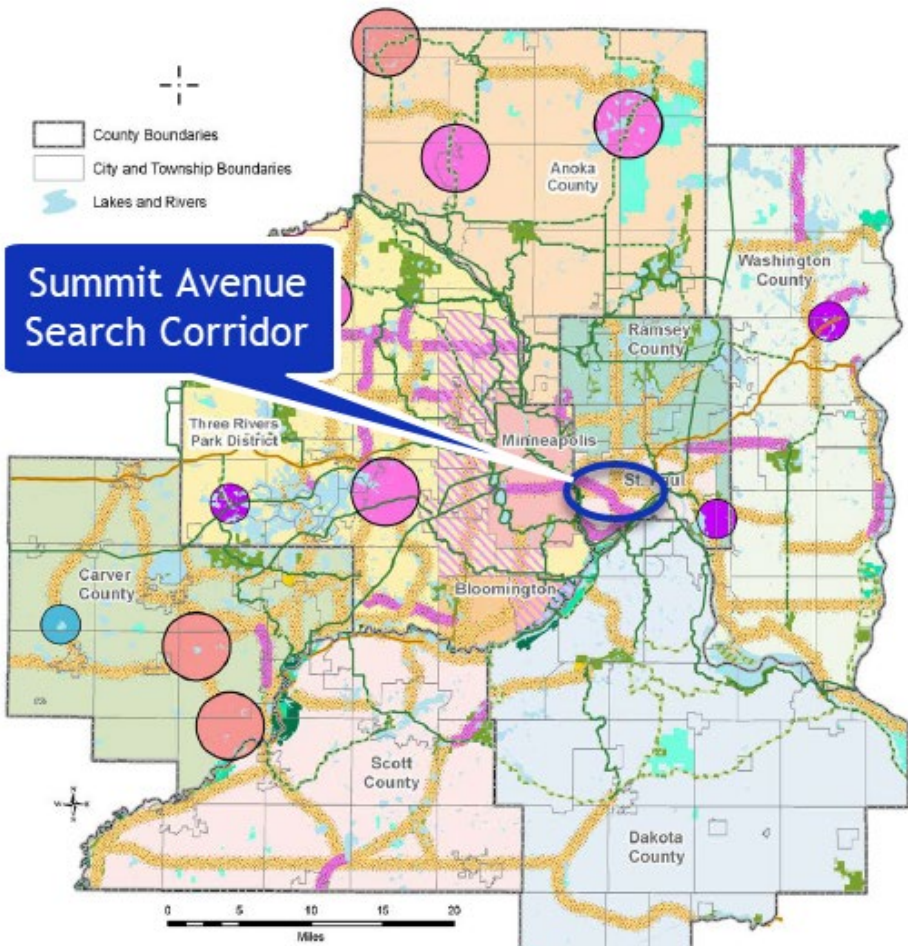 County Boundaries
City and Township Boundaries
Lakes and Rivers
Anoka
County
Washington
County
Summit Avenue
Search Corridor
Ramsey
County
Three Rivers
Park District
Minneapolis
St. Paul
Carver
County
Bloomington
Scott
County
Dakota
County
0 5 10 15 20
Miles